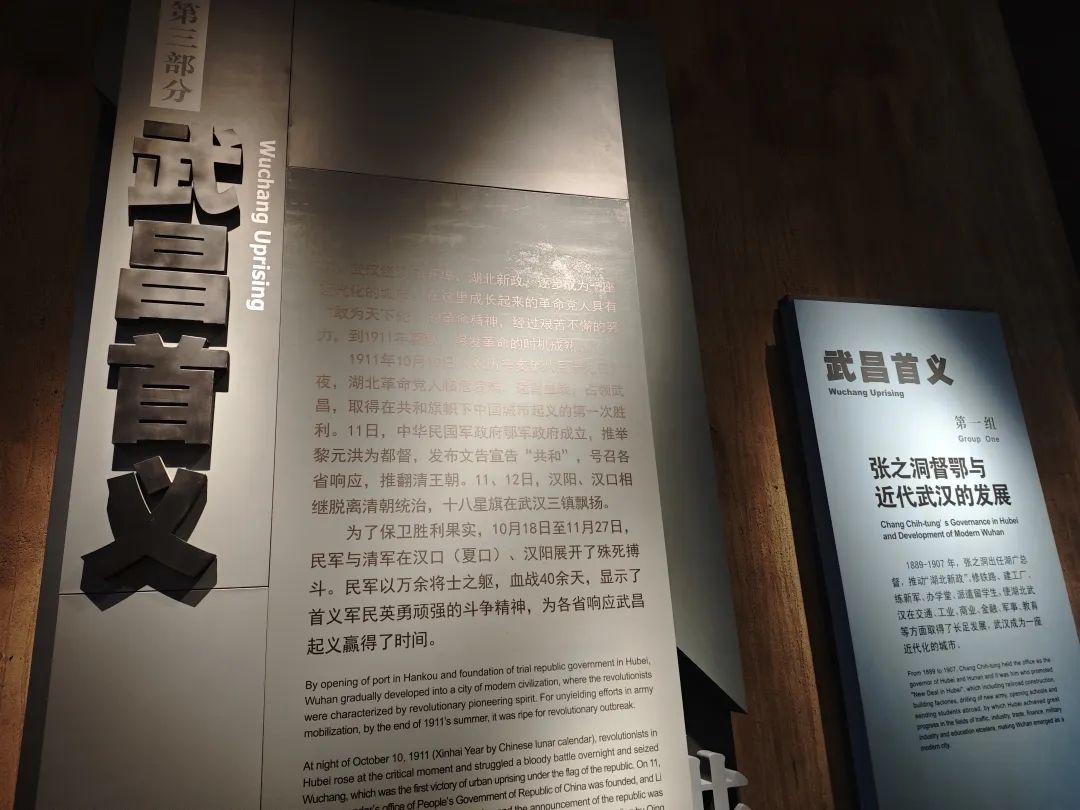 第三部分
武昌首义
Wuchang Uprising
湖北新政,逐步成为一座
近代化的城市。在这里成长起来的革命党人具有
敢为天下先 的革命精神,经过艰苦不懈的努
力,到1911年 发革命的时机成熟。
1911年10月10日
夜,湖北革命党人 占领武
昌,取得在共和旗帜下中国城市起义的第一次胜
利。11日,中华民国军政府鄂军政府成立,推举
黎元洪为都督,发布文告宣告“共和”,号召各
省响应,推翻清王朝。11、12日,汉阳、汉口相
继脱离清朝统治,十八星旗在武汉三镇飘扬。
为了保卫胜利果实,10月18日至11月27日,
民军与清军在汉口(夏口)、汉阳展开了殊死搏
斗。民军以万余将士之躯,血战40余天,显示了
首义军民英勇顽强的斗争精神,为各省响应武昌
起义赢得了时间。
By opening of port in Hankou and foundation of trial republic government in Hubei,
Wuhan gradually developed into a city of modern civilization, where the revolutionists
were characterized by revolutionary pioneering spirit. For unyielding efforts in army
mobilization, by the end of 1911's summer, it was ripe for revolutionary outbreak.
At night of October 10, 1911 (Xinhai Year by Chinese lunar calendar), revolutionists in
Hubei rose at the critical moment and struggled a bloody battle overnight and seized
Wuchang, which was the first victory of urban uprising under the flag of the republic. On 11,
office of People's Government of Republic of China was founded, and Li
and the announcement of the republic was
by Qing
武昌首义
Wuchang Uprising
第一组
Group One
张之洞督鄂与
近代武汉的发展
Chang Chih-tung's Governance in Hubei
and Development of Modern Wuhan
1889-1907年,张之洞出任湖广总
督,推动“湖北新政”,修铁路、建工厂、
练新军、办学堂、派遣留学生,使湖北武
汉在交通、工业、商业、金融、军事、教育
等方面取得了长足发展,武汉成为一座
近代化的城市。
From 1889 to 1907, Chang Chih-tung held the office as the
governor of Hubei and Hunan and it was him who promoted
"New Deal in Hubei", which including railroad construction,
building factories, drilling of new army, opening schools and
sending students abroad, by which Hubei achieved great
progress in the fields of traffic, industry, trade, finance, military
industry and education etceters, making Wuhan emerged as a
modern city.